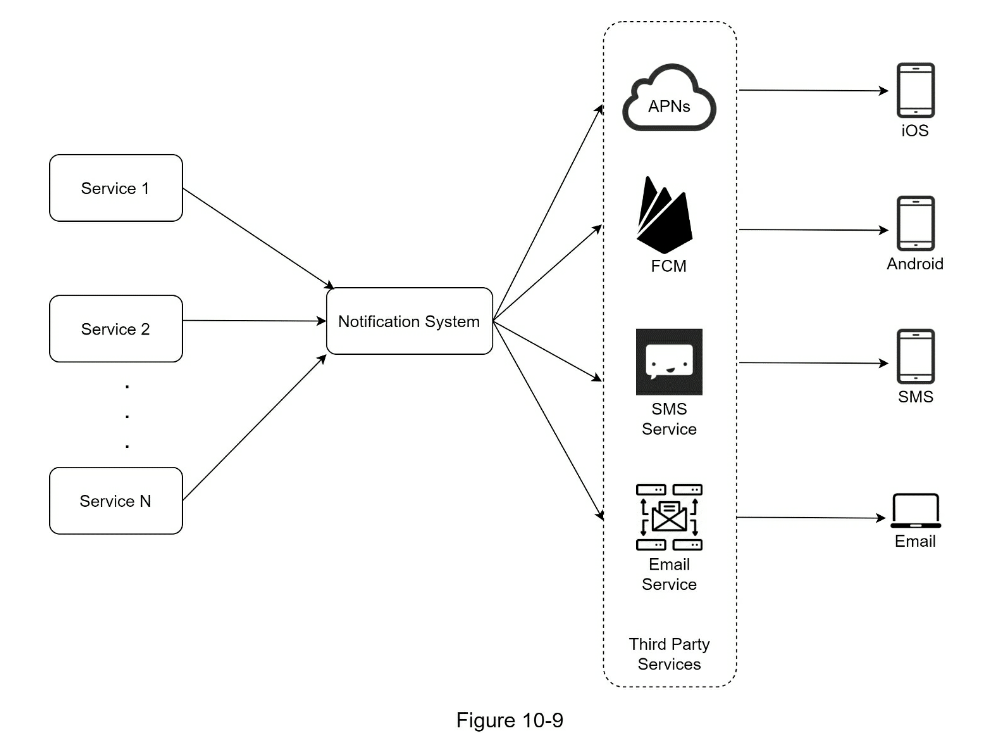 Service 1
Service 2
.
.
.
Service N
Notification System
APNs
FCM
SMS
Service
Email
Service
Third Party
Services
iOS
Android
SMS
Email
Figure 10-9